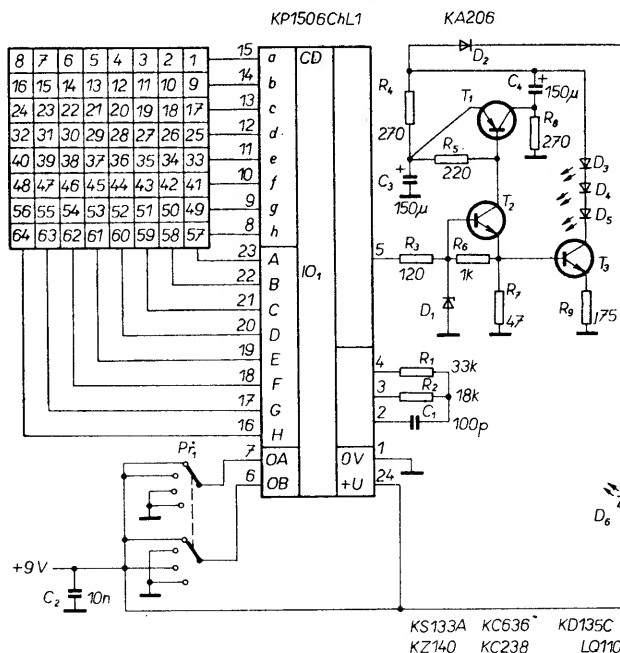 KP1506ChL1
KA206
8 7 6 5 4 3 2 1
16 15 14 13 12 11 10 9
24 23 22 21 20 19 18 17
32 31 30 29 28 27 26 25
40 39 38 37 36 35 34 33
48 47 46 45 44 43 42 41
56 55 54 53 52 51 50 49
64 63 62 61 60 59 58 57
15 a
14 b
13 c
12 d
11 e
10 f
9 g
8 h
23 A
22 B
21 C
20 D
19 E
18 F
17 G
16 H
7 OA
6 OB
CD
IO1
5
4
3
2
0V 1
+U 24
Př1
+9V
C2 10n
D2
R4
270
C3
150µ
R5
220
T1
C4
150µ
R8
270
D3
D4
D5
T2
T3
R3
120
R6
1k
D1
R7
47
R9
175
R1 33k
R2 18k
C1 100p
D6
KS133A KC636 KD135C
KZ140 KC238 LQ110